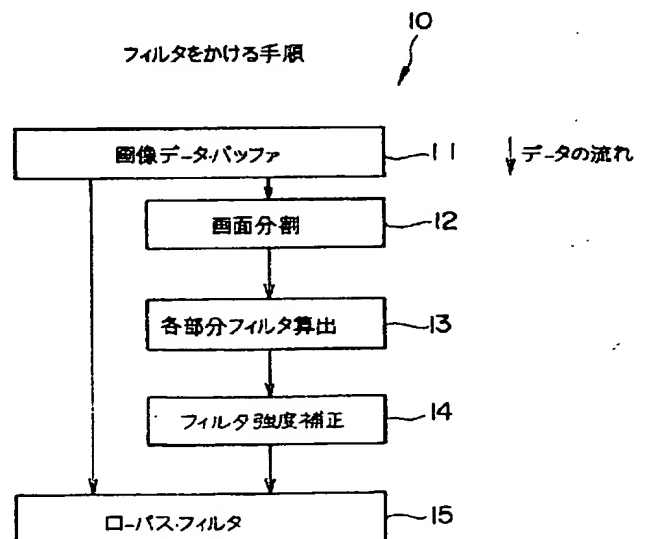 10
フィルタをかける手順
画像データ・バッファ
11
データの流れ
画面分割
12
各部分フィルタ算出
13
フィルタ強度補正
14
ローパス・フィルタ
15